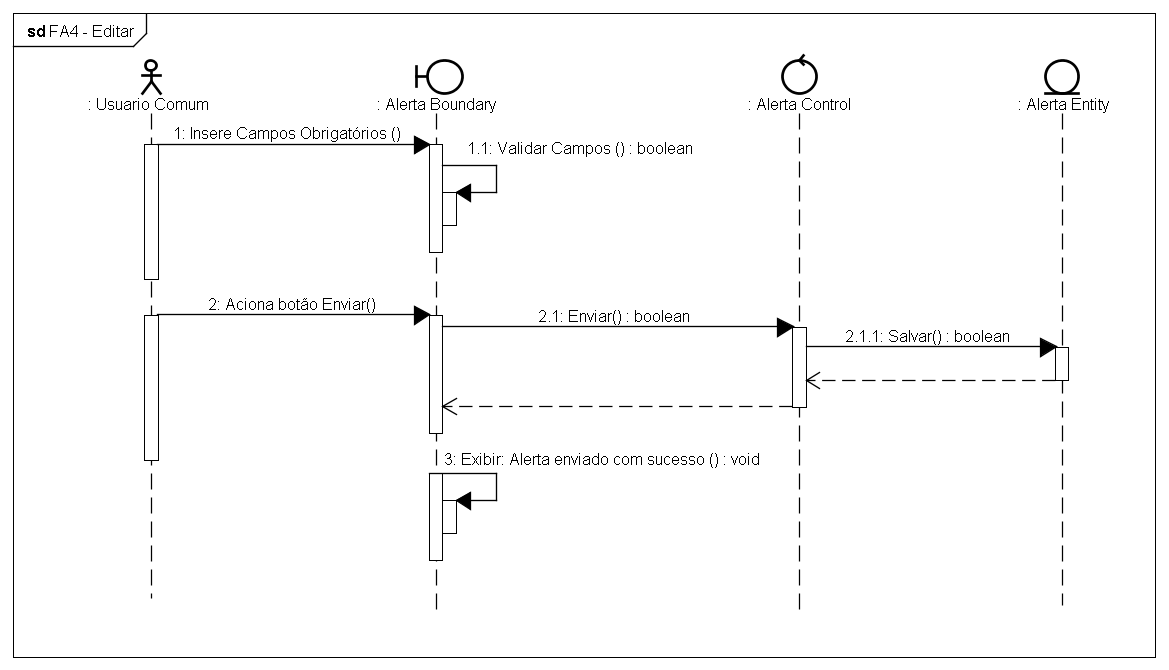 sd FA4 - Editar
: Usuario Comum
: Alerta Boundary
: Alerta Control
: Alerta Entity
1: Insere Campos Obrigatórios ()
1.1: Validar Campos () : boolean
2: Aciona botão Enviar()
2.1: Enviar() : boolean
2.1.1: Salvar() : boolean
3: Exibir: Alerta enviado com sucesso () : void